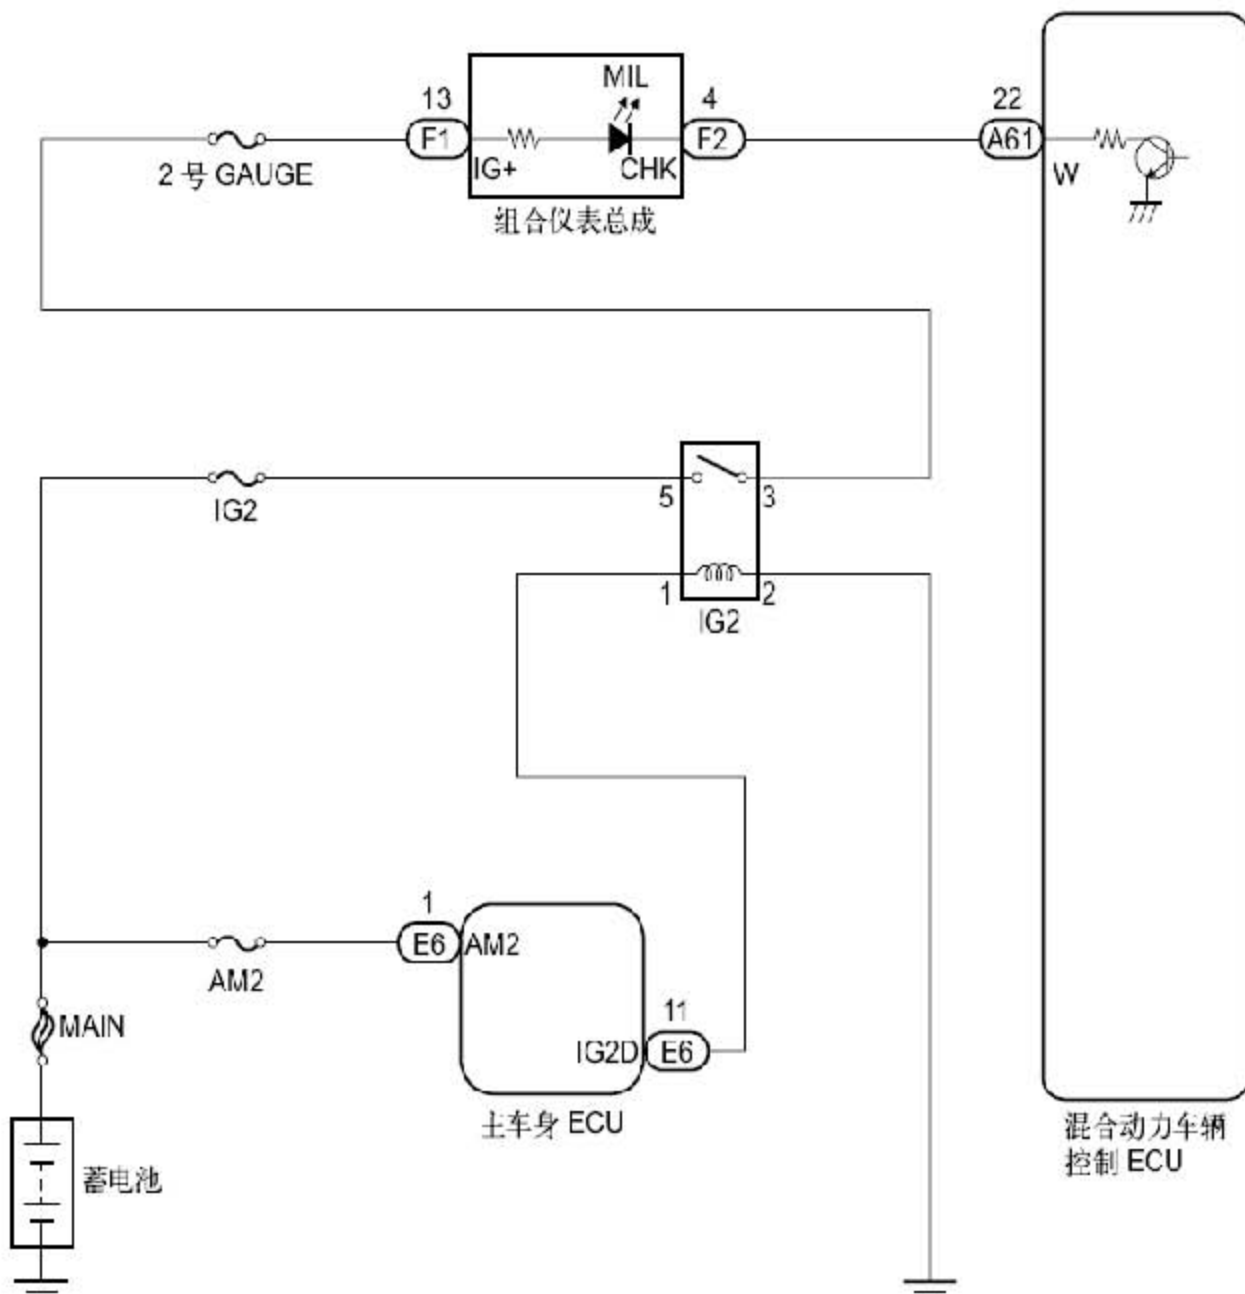 MIL
13
4
22
F1
F2
A61
IG+
CHK
W
2 号 GAUGE
组合仪表总成
IG2
5
3
1
2
IG2
1
E6
AM2
AM2
11
MAIN
IG2D
E6
主车身 ECU
蓄电池
混合动力车辆
控制 ECU